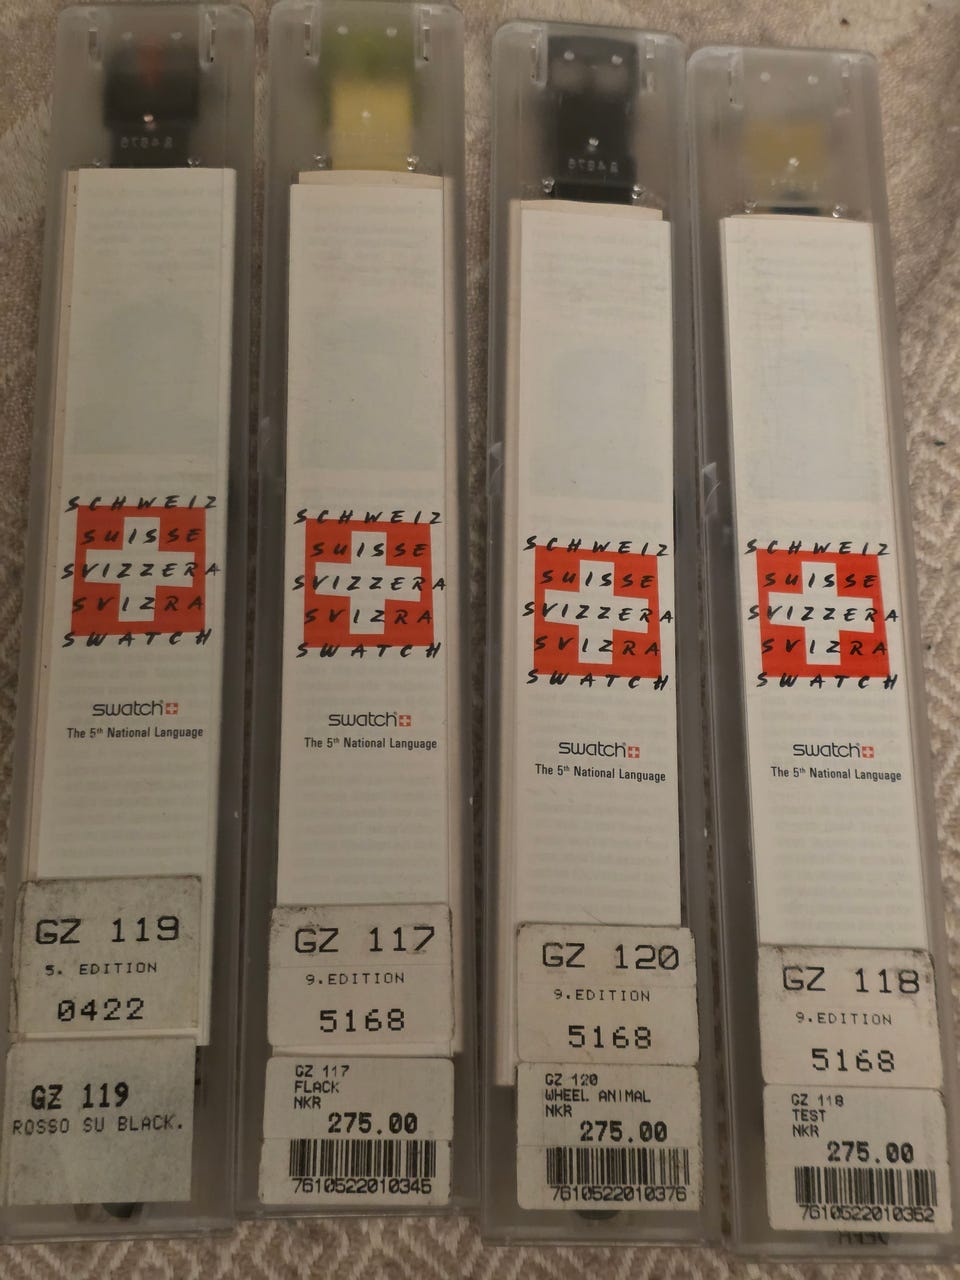 SCHWEIZ
SUISSE
SVIZZERA
SVIZRA
SWATCH
swatch
The 5th National Language
GZ 119
5. EDITION
0422
GZ 119
ROSSO SU BLACK.
SCHWEIZ
SUISSE
SVIZZERA
SVIZRA
SWATCH
swatch
The 5th National Language
GZ 117
9.EDITION
5168
GZ 117
FLACK
NKR
275.00
7610522010345
SCHWEIZ
SUISSE
SVIZZERA
SVIZRA
SWATCH
swatch
The 5th National Language
GZ 120
9.EDITION
5168
GZ 120
WHEEL ANIMAL
NKR
275.00
7610522010376
SCHWEIZ
SUISSE
SVIZZERA
SVIZRA
SWATCH
swatch
The 5th National Language
GZ 118
9.EDITION
5168
GZ 118
TEST
NKR
275.00
7610522010352